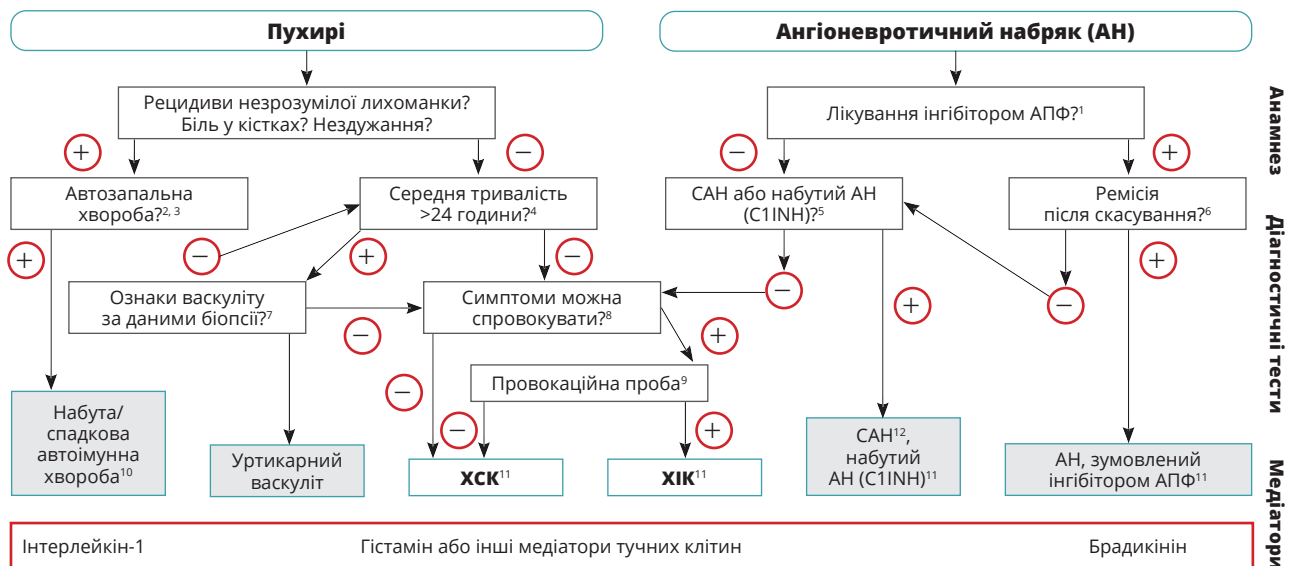 Пухирі
Ангіоневротичний набряк (АН)
Рецидиви незрозумілої лихоманки?
Біль у кістках? Нездужання?
Лікування інгібітором АПФ?¹
Анамнез
+
−
−
+
Автозапальна
хвороба?²,³
Середня тривалість
>24 години?⁴
САН або набутий АН
(C1INH)?⁵
Ремісія
після скасування?⁶
Діагностичні тести
+
−
+
−
−
+
−
+
Ознаки васкуліту
за даними біопсії?⁷
−
Симптоми можна
спровокувати?⁸
+
Провокаційна проба⁹
−
−
+
Набута/
спадкова
автоімунна
хвороба¹⁰
Уртикарний
васкуліт
ХСК¹¹
ХІК¹¹
САН¹²,
набутий
АН (C1INH)¹¹
АН, зумовлений
інгібітором АПФ¹¹
Медіатори
Інтерлейкін-1
Гістамін або інші медіатори тучних клітин
Брадикінін